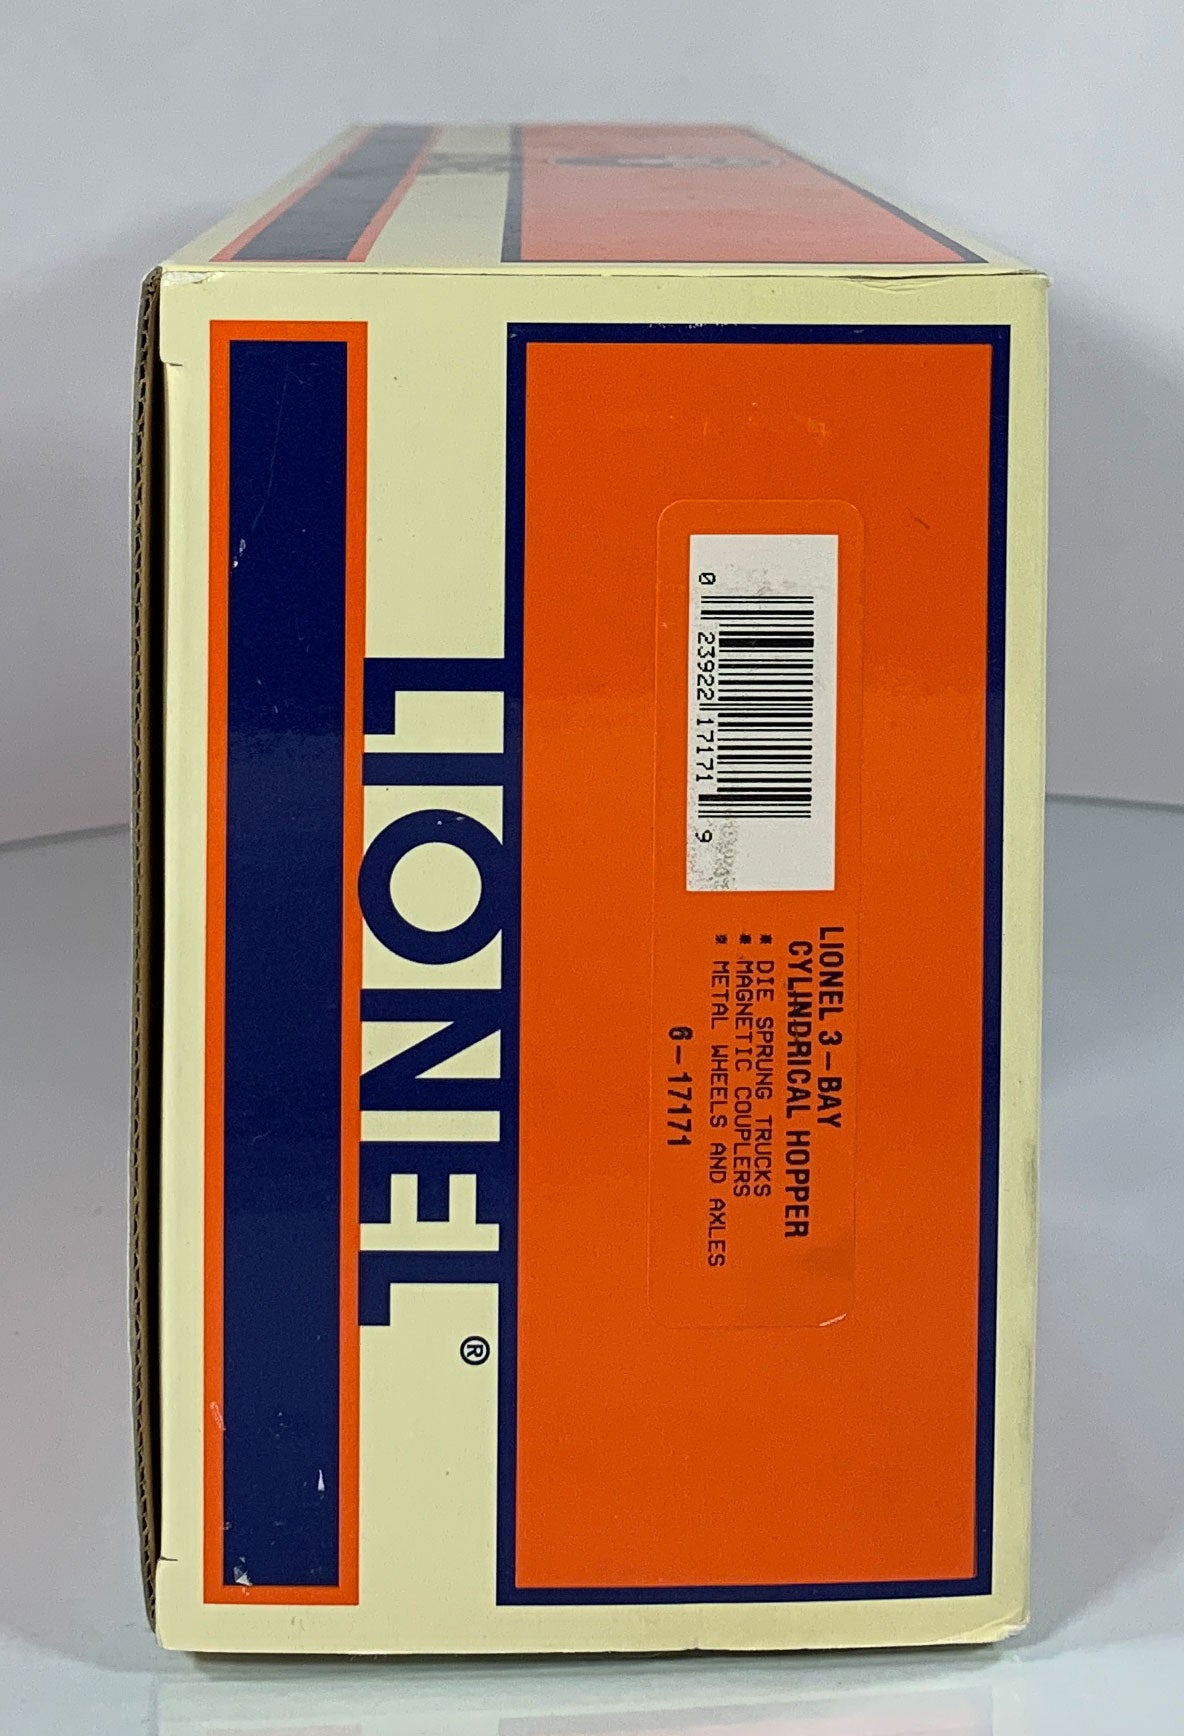 LIONEL®
0 23922 17171 9
LIONEL 3-BAY
CYLINDRICAL HOPPER
* DIE SPRUNG TRUCKS
* MAGNETIC COUPLERS
* METAL WHEELS AND AXLES
6-17171